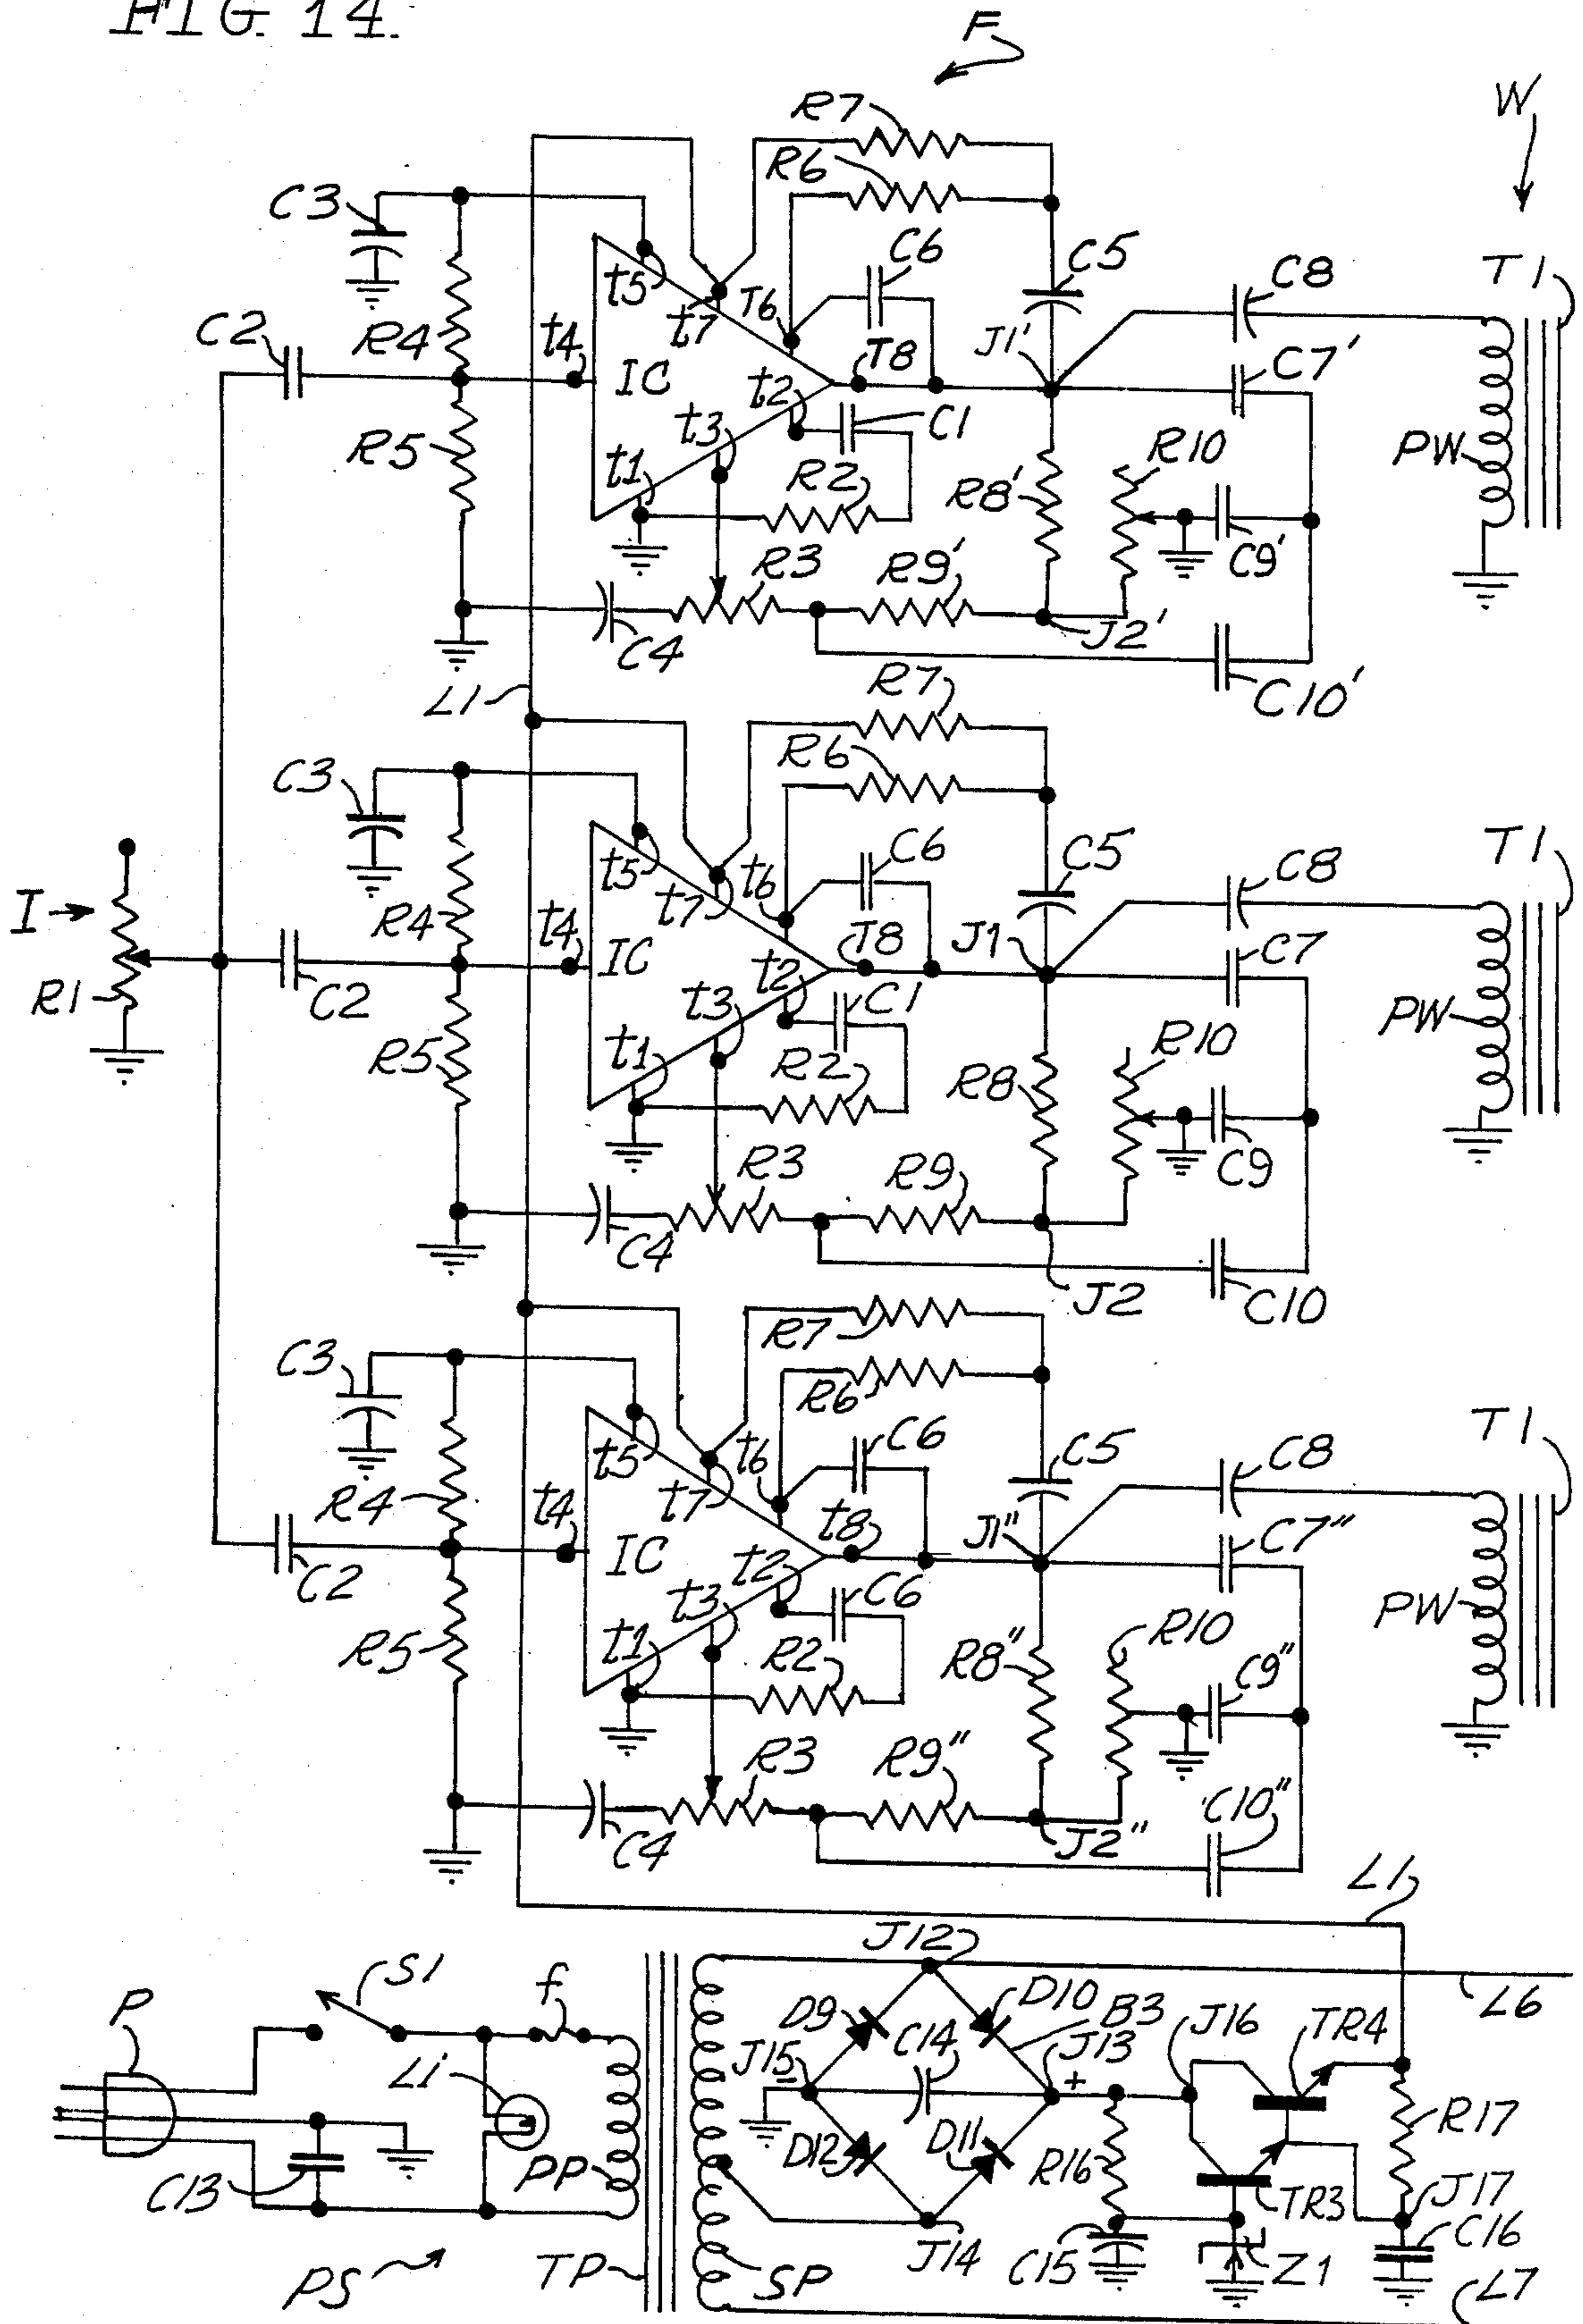 FIG. 14.
F
W
R7
R6
C3
C6
C5
C8
T1
t5
t7
T6
C2
R4
t4
IC
T8
J1'
C7'
t2
C1
PW
R5
t3
t1
R2
R8'
R10
C9'
R3
R9'
C4
J2'
C10'
L1
R7
R6
C3
C6
C5
C8
T1
t5
t7
t6
I
R4
t4
IC
J8
J1
C7
R1
C2
t2
C1
PW
R5
t3
t1
R2
R8
R10
C9
R3
R9
C4
J2
C10
R7
R6
C3
C6
C5
C8
T1
t5
t7
t6
R4
t4
IC
t8
J1"
C7"
C2
t2
C6
PW
R5
t3
t1
R2
R8"
R10
C9"
R3
R9"
C4
J2"
C10"
L1
J12
S1
f
P
D9
D10
B3
J16
TR4
L6
Li
J15
C14
J13
- +
C13
PP
D12
D11
R16
R17
TR3
J17
PS
TP
SP
J14
C15
Z1
C16
L7